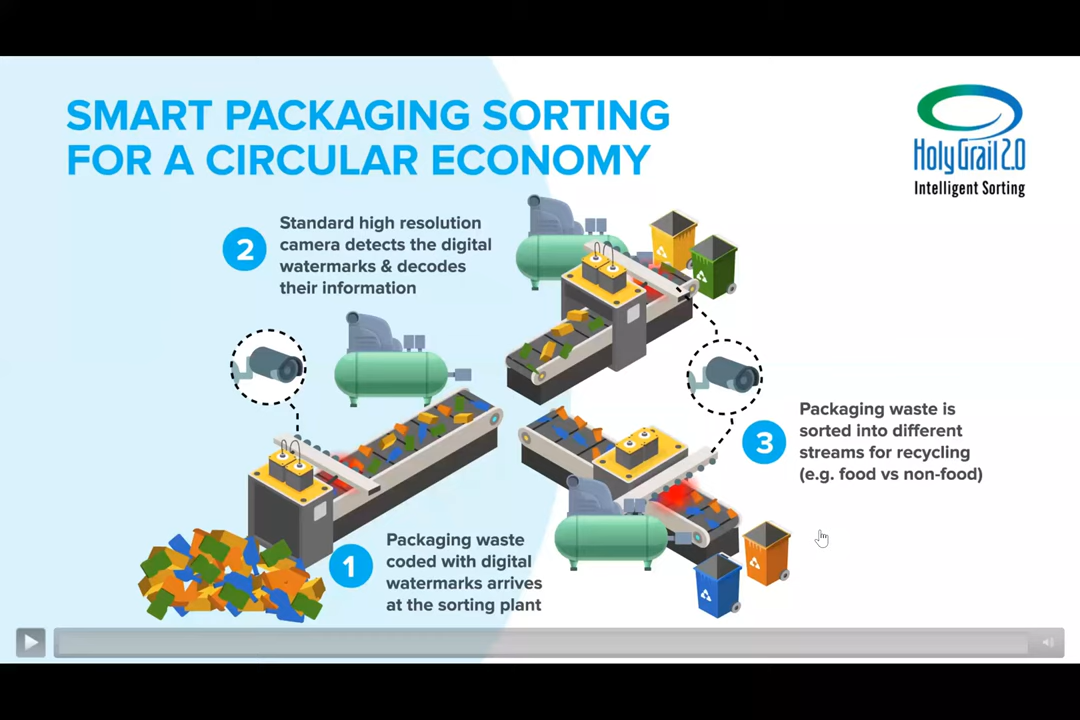 SMART PACKAGING SORTING
FOR A CIRCULAR ECONOMY
HolyGrail 2.0
Intelligent Sorting
2
Standard high resolution
camera detects the digital
watermarks & decodes
their information
3
Packaging waste is
sorted into different
streams for recycling
(e.g. food vs non-food)
1
Packaging waste
coded with digital
watermarks arrives
at the sorting plant